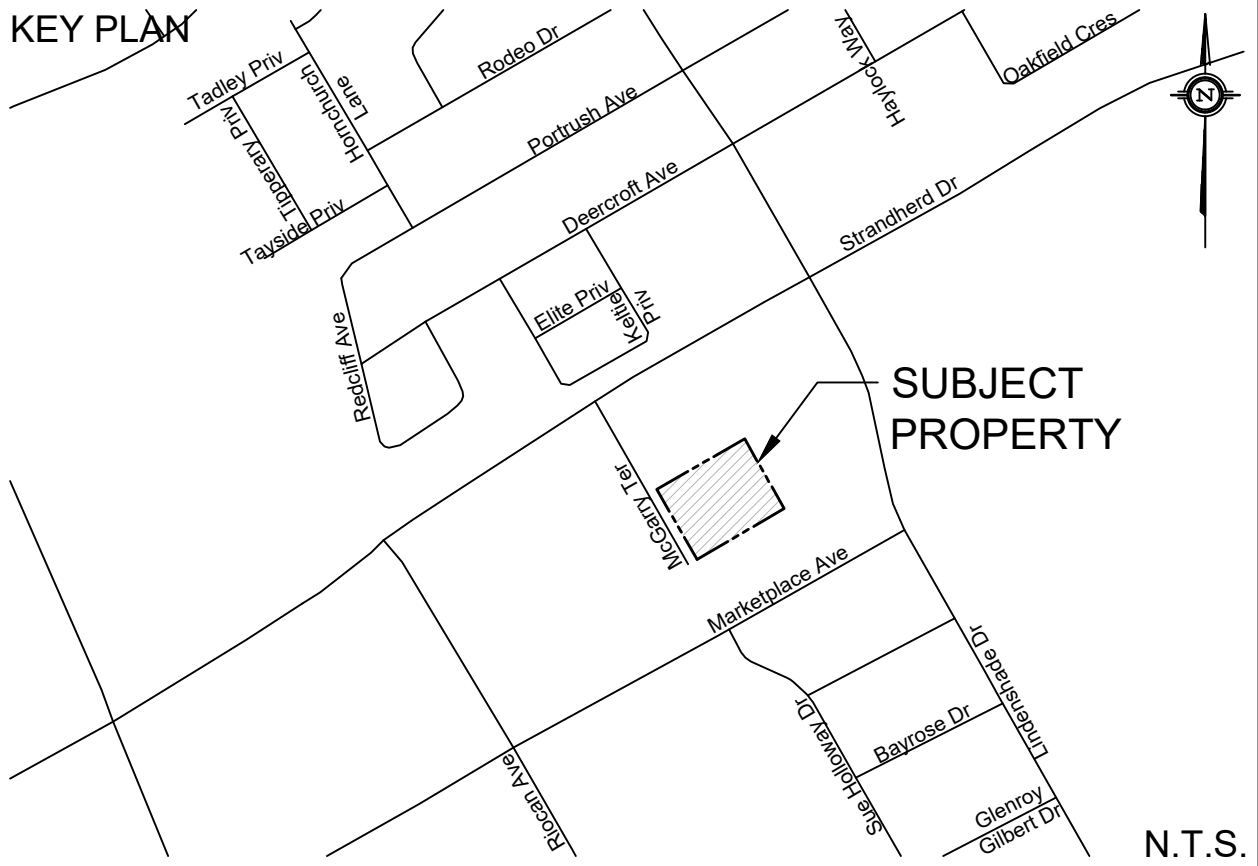 KEY PLAN
Tadley Priv
Hornchurch
Lane
Rodeo Dr
Haylock Way
Oakfield Cres
N
Tipperary Priv
Portrush Ave
Tayside Priv
Deercroft Ave
Strandherd Dr
Elite Priv
Keltie
Priv
Redcliff Ave
SUBJECT
PROPERTY
McGarry Ter
Marketplace Ave
Lindenshade Dr
Sue Holloway Dr
Bayrose Dr
Riocan Ave
Glenroy
Gilbert Dr
N.T.S.